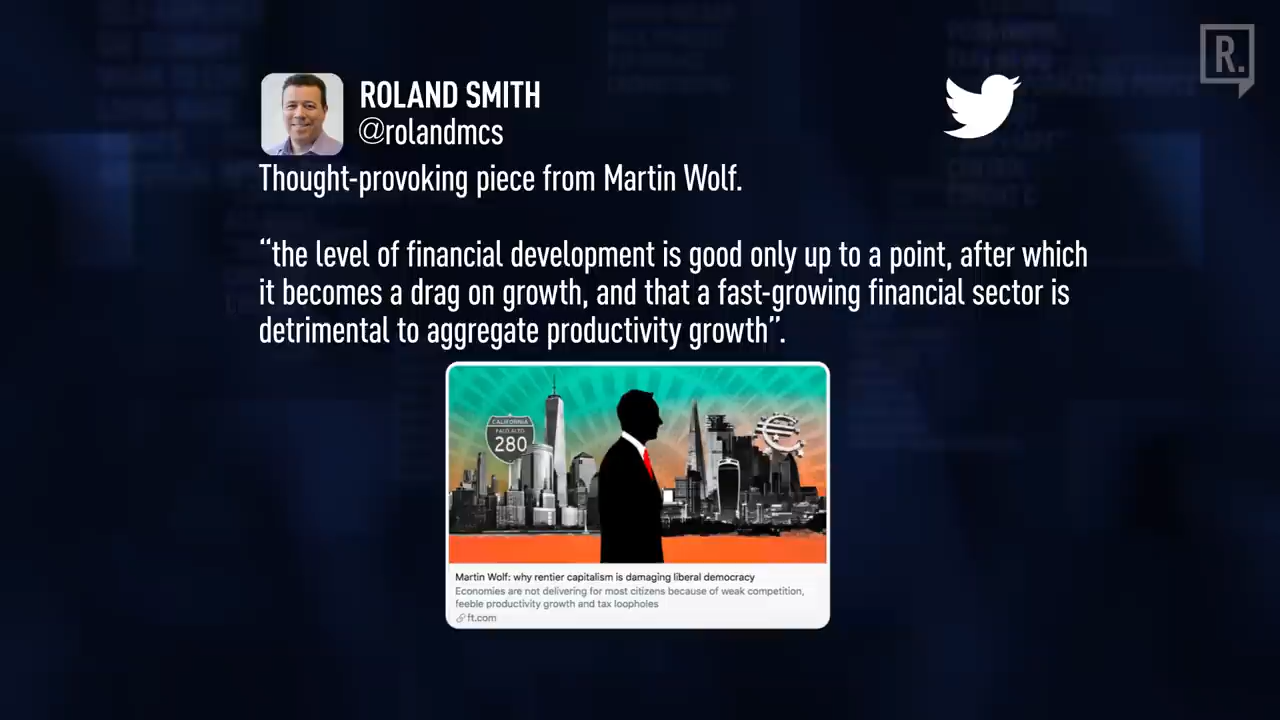 R.
ROLAND SMITH
@rolandmcs
Thought-provoking piece from Martin Wolf.
“the level of financial development is good only up to a point, after which
it becomes a drag on growth, and that a fast-growing financial sector is
detrimental to aggregate productivity growth”.
CALIFORNIA
PALO ALTO
280
€
Martin Wolf: why rentier capitalism is damaging liberal democracy
Economies are not delivering for most citizens because of weak competition,
feeble productivity growth and tax loopholes
ft.com